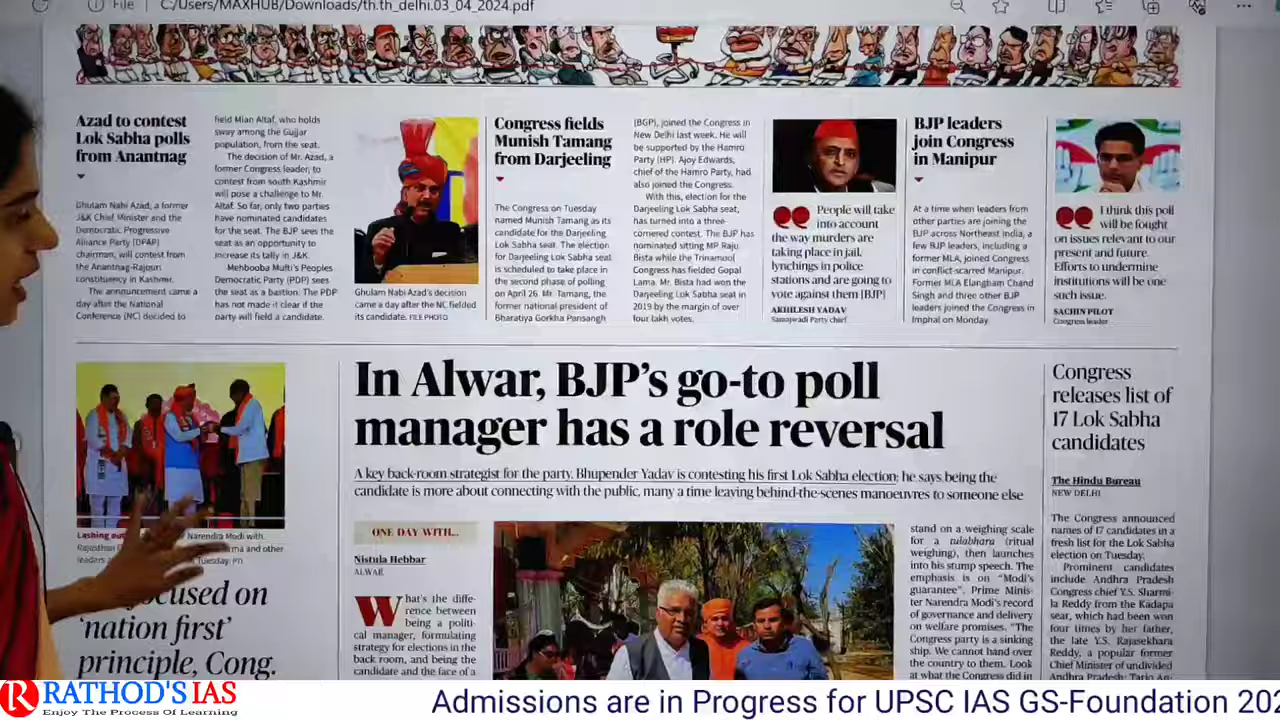 File
C:/Users/MAXHUB/Downloads/th.th_delhi.03_04_2024.pdf
Azad to contest
Lok Sabha polls
from Anantnag
Ghulam Nabi Azad, a former
J&K Chief Minister and the
Democratic Progressive
Alliance Party (DPAP)
chairman, will contest from
the Anantnag-Rajouri
constituency in Kashmir.
The announcement came a
day after the National
Conference (NC) decided to
field Mian Altaf, who holds
sway among the Gujjar
population, from the seat.
The decision of Mr. Azad, a
former Congress leader, to
contest from south Kashmir
will pose a challenge to Mr.
Altaf. So far, only two parties
have nominated candidates
for the seat. The BJP sees the
seat as an opportunity to
increase its tally in J&K.
Mehbooba Mufti's Peoples
Democratic Party (PDP) sees
the seat as a bastion. The PDP
has not made it clear if the
party will field a candidate.
Ghulam Nabi Azad's decision
came a day after the NC fielded
its candidate. FILE PHOTO
Congress fields
Munish Tamang
from Darjeeling
The Congress on Tuesday
named Munish Tamang as its
candidate for the Darjeeling
Lok Sabha seat. The election
for Darjeeling Lok Sabha seat
is scheduled to take place in
the second phase of polling
on April 26. Mr. Tamang, the
former national president of
Bharatiya Gorkha Parisangh
(BGP), joined the Congress in
New Delhi last week. He will
be supported by the Hamro
Party (HP). Ajoy Edwards,
chief of the Hamro Party, had
also joined the Congress.
With this, election for the
Darjeeling Lok Sabha seat,
has turned into a three-
cornered contest. The BJP has
nominated sitting MP Raju
Bista while the Trinamool
Congress has fielded Gopal
Lama. Mr. Bista had won the
Darjeeling Lok Sabha seat in
2019 by the margin of over
four lakh votes.
People will take
into account
the way murders are
taking place in jail,
lynchings in police
stations and are going to
vote against them [BJP]
AKHILESH YADAV
Samajwadi Party chief
BJP leaders
join Congress
in Manipur
At a time when leaders from
other parties are joining the
BJP across Northeast India, a
few BJP leaders, including a
former MLA, joined Congress
in conflict-scarred Manipur.
Former MLA Elangbam Chand
Singh and three other BJP
leaders joined the Congress in
Imphal on Monday.
I think this poll
will be fought
on issues relevant to our
present and future.
Efforts to undermine
institutions will be one
such issue.
SACHIN PILOT
Congress leader
Lashing out
Narendra Modi with
Rajasthan
and other
leaders
Tuesday. PTI
focused on
'nation first'
principle, Cong.
In Alwar, BJP's go-to poll
manager has a role reversal
A key back-room strategist for the party, Bhupender Yadav is contesting his first Lok Sabha election; he says being the
candidate is more about connecting with the public, many a time leaving behind-the-scenes manoeuvres to someone else
ONE DAY WITH...
Nistula Hebbar
ALWAR
What's the diffe-
rence between
being a politi-
cal manager, formulating
strategy for elections in the
back room, and being the
candidate and the face of a
stand on a weighing scale
for a tulabhara (ritual
weighing), then launches
into his stump speech. The
emphasis is on "Modi's
guarantee". Prime Minis-
ter Narendra Modi's record
of governance and delivery
on welfare promises. "The
Congress party is a sinking
ship. We cannot hand over
the country to them. Look
at what the Congress did in
Congress
releases list of
17 Lok Sabha
candidates
The Hindu Bureau
NEW DELHI
The Congress announced
names of 17 candidates in a
fresh list for the Lok Sabha
election on Tuesday.
Prominent candidates
include Andhra Pradesh
Congress chief Y.S. Sharmi-
la Reddy from the Kadapa
seat, which had been won
four times by her father,
the late Y.S. Rajasekhara
Reddy, a popular former
Chief Minister of undivided
Andhra Pradesh; Tariq An-
RATHOD'S IAS
Enjoy The Process Of Learning
Admissions are in Progress for UPSC IAS GS-Foundation 202